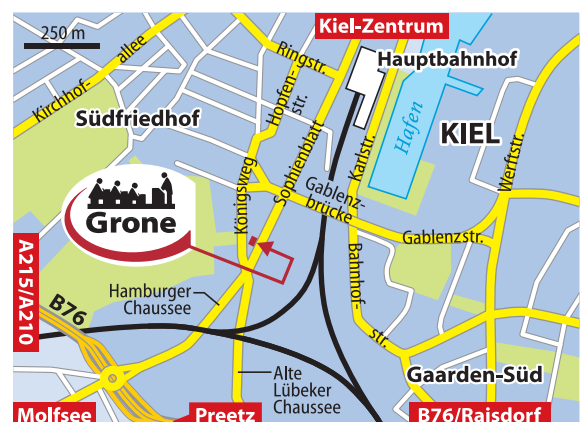 Kiel-Zentrum
250 m
Kirchhof-
allee
Ringstr.
Hopfen-
str.
Hauptbahnhof
Südfriedhof
Hafen
KIEL
Karlstr.
Werftstr.
Sophienblatt
Königsweg
Gablenz-
brücke
Grone
Gablenzstr.
A215/A210
B76
Hamburger
Chaussee
Bahnhof-
str.
Gaarden-Süd
Alte
Lübeker
Chaussee
Molfsee
Preetz
B76/Raisdorf